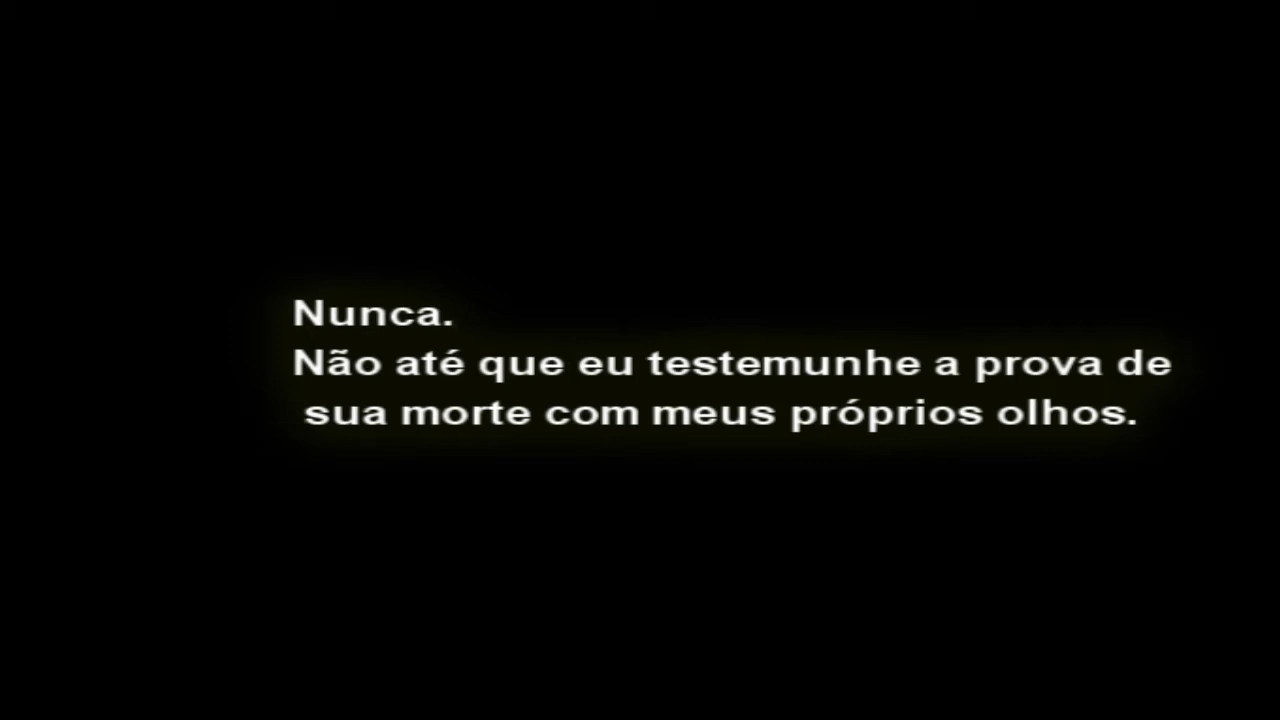 Nunca.
Não até que eu testemunhe a prova de
sua morte com meus próprios olhos.